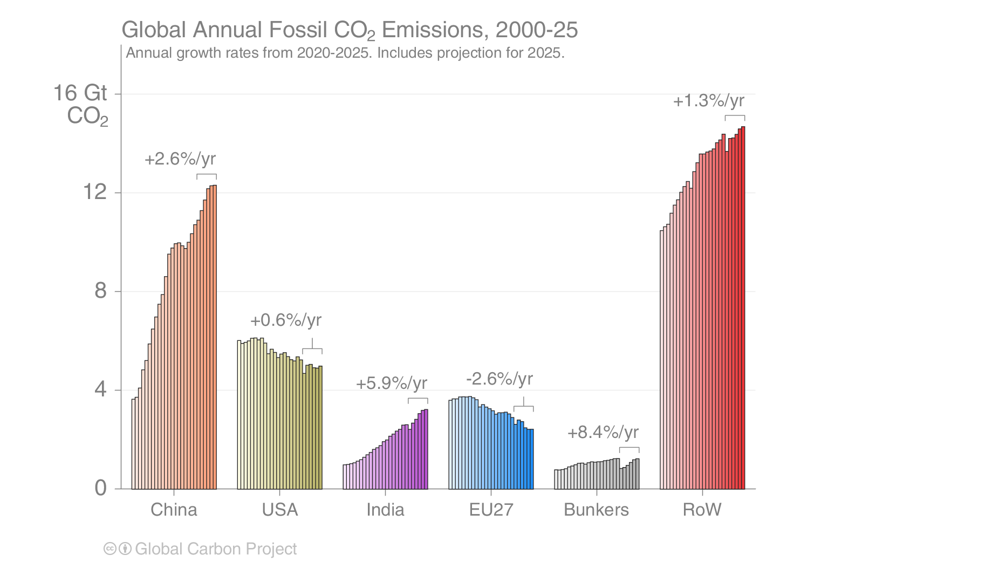 Global Annual Fossil CO₂ Emissions, 2000-25
Annual growth rates from 2020-2025. Includes projection for 2025.
16 Gt
CO₂
12
8
4
0
+2.6%/yr
+0.6%/yr
+5.9%/yr
-2.6%/yr
+8.4%/yr
+1.3%/yr
China
USA
India
EU27
Bunkers
RoW
cc Global Carbon Project